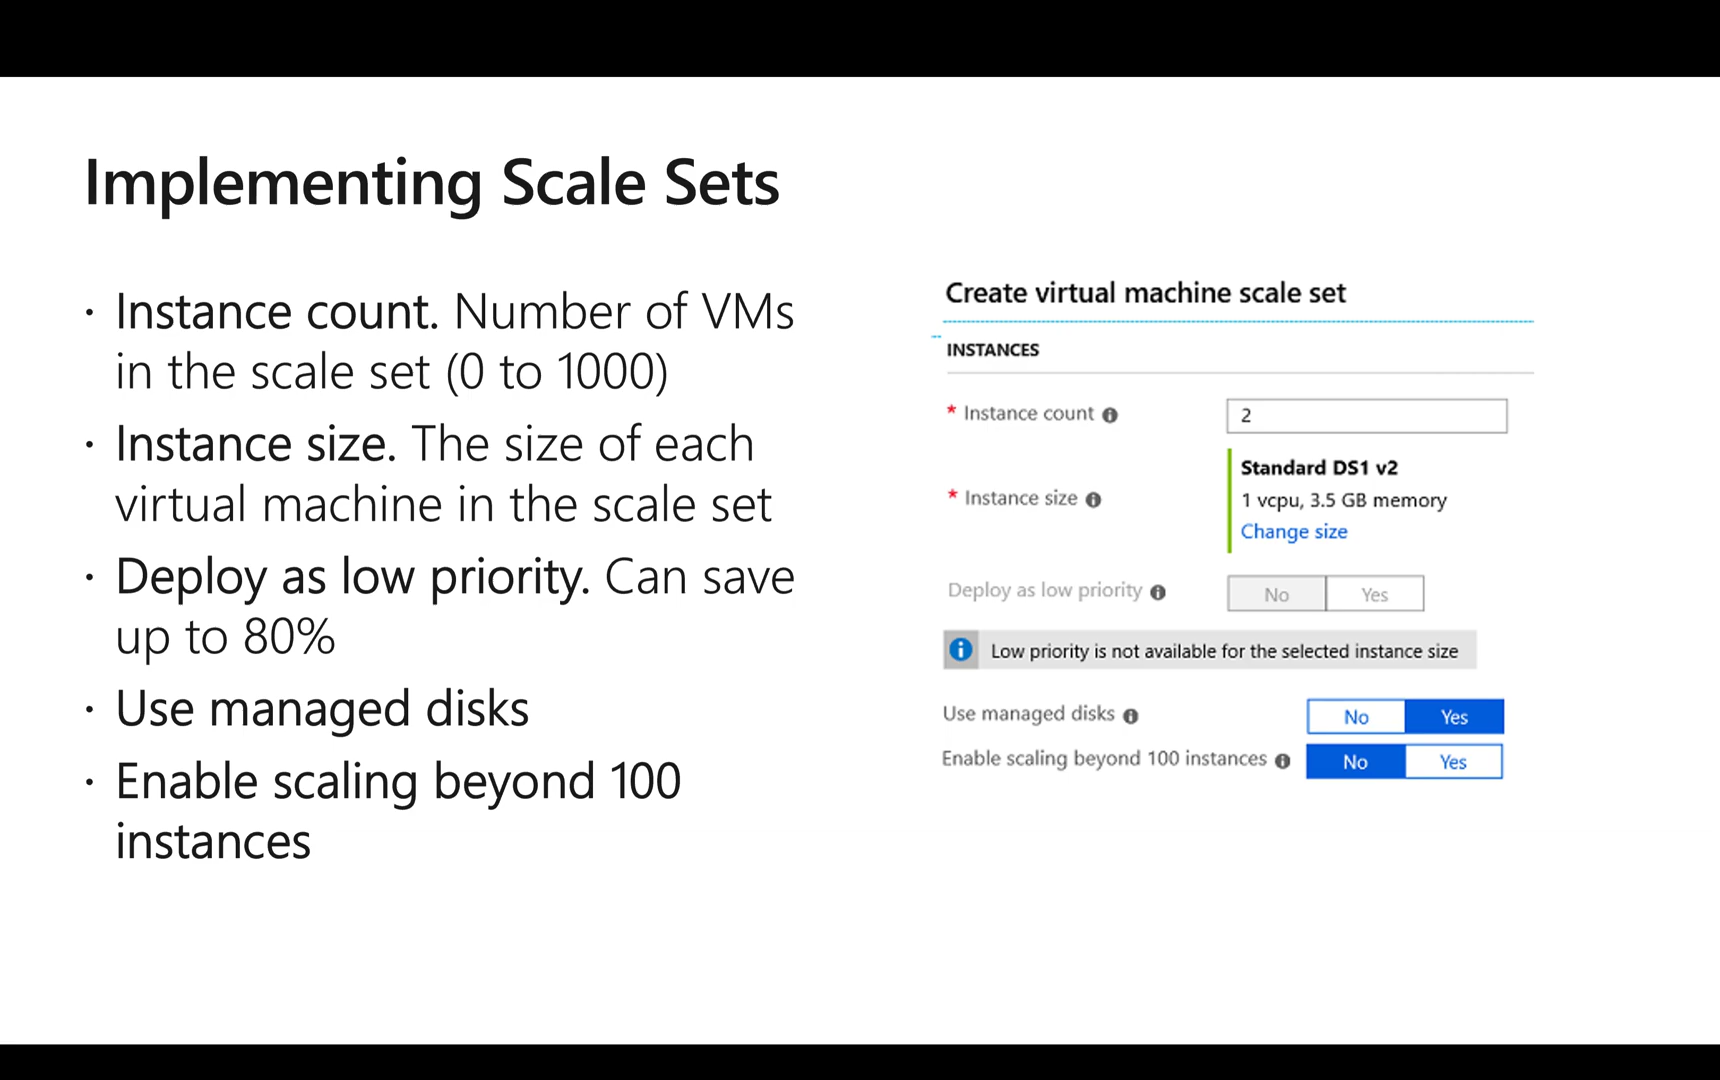 Implementing Scale Sets
· Instance count. Number of VMs
in the scale set (0 to 1000)
· Instance size. The size of each
virtual machine in the scale set
· Deploy as low priority. Can save
up to 80%
· Use managed disks
· Enable scaling beyond 100
instances
Create virtual machine scale set
INSTANCES
* Instance count i 2
Standard DS1 v2
* Instance size i 1 vcpu, 3.5 GB memory
Change size
Deploy as low priority i No Yes
i Low priority is not available for the selected instance size
Use managed disks i No Yes
Enable scaling beyond 100 instances i No Yes